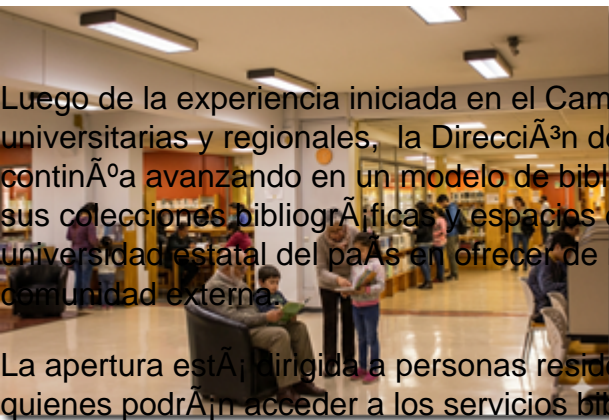 Luego de la experiencia iniciada en el Cam
universitarias y regionales, la DirecciÃ³n de
continÃºa avanzando en un modelo de bibl
sus colecciones bibliogrÃ¡ficas y espacios
universidad estatal del paÃs en ofrecer de
comunidad externa.
La apertura estÃ¡ dirigida a personas reside
quienes podrÃ¡n acceder a los servicios bib